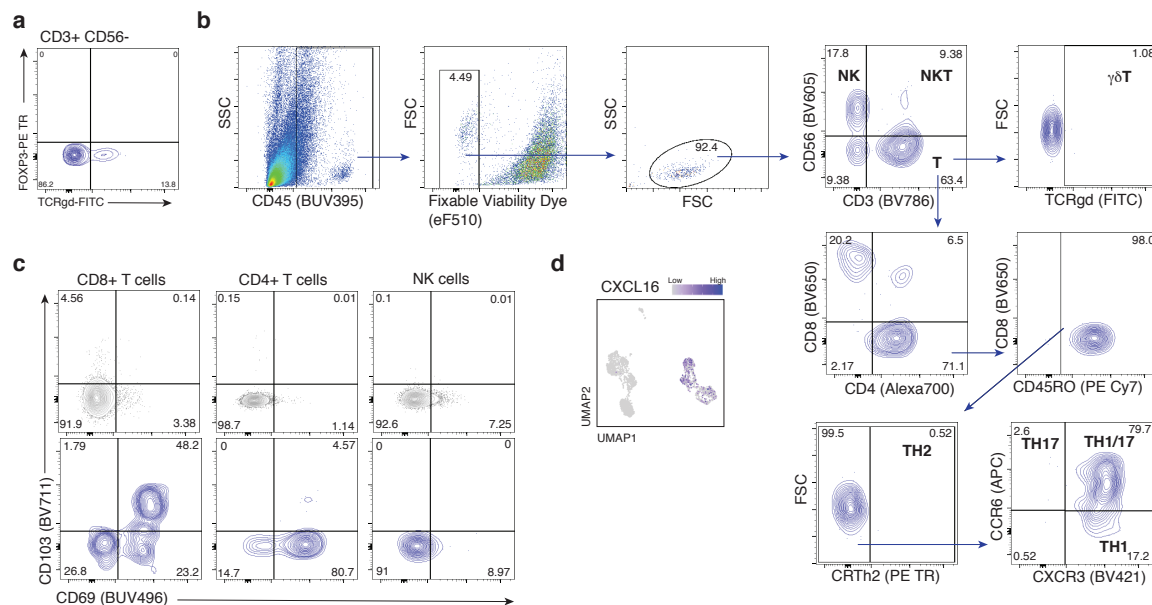 a
CD3+ CD56-
0
0
86.2
13.8
FOXP3-PE TR
TCRgd-FITC
b
SSC
CD45 (BUV395)
4.49
FSC
Fixable Viability Dye
(eF510)
92.4
SSC
FSC
17.8
9.38
NK
NKT
T
9.38
63.4
CD56 (BV605)
CD3 (BV786)
1.08
γδT
FSC
TCRgd (FITC)
20.2
6.5
2.17
71.1
CD8 (BV650)
CD4 (Alexa700)
98.0
CD8 (BV650)
CD45RO (PE Cy7)
99.5
0.52
TH2
FSC
CRTh2 (PE TR)
2.6
79.7
TH17
TH1/17
TH1
0.52
17.2
CCR6 (APC)
CXCR3 (BV421)
c
CD8+ T cells
CD4+ T cells
NK cells
4.56
0.14
91.9
3.38
0.15
0.01
98.7
1.14
0.1
0.01
92.6
7.25
1.79
48.2
26.8
23.2
0
4.57
14.7
80.7
0
0
91
8.97
CD103 (BV711)
CD69 (BUV496)
d
CXCL16
Low
High
UMAP2
UMAP1